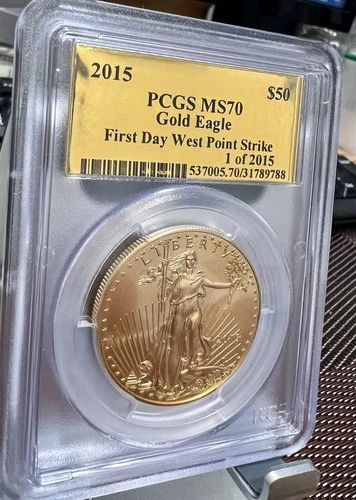 2015
$50
PCGS MS70
Gold Eagle
First Day West Point Strike
1 of 2015
537005.70/31789788
LIBERTY